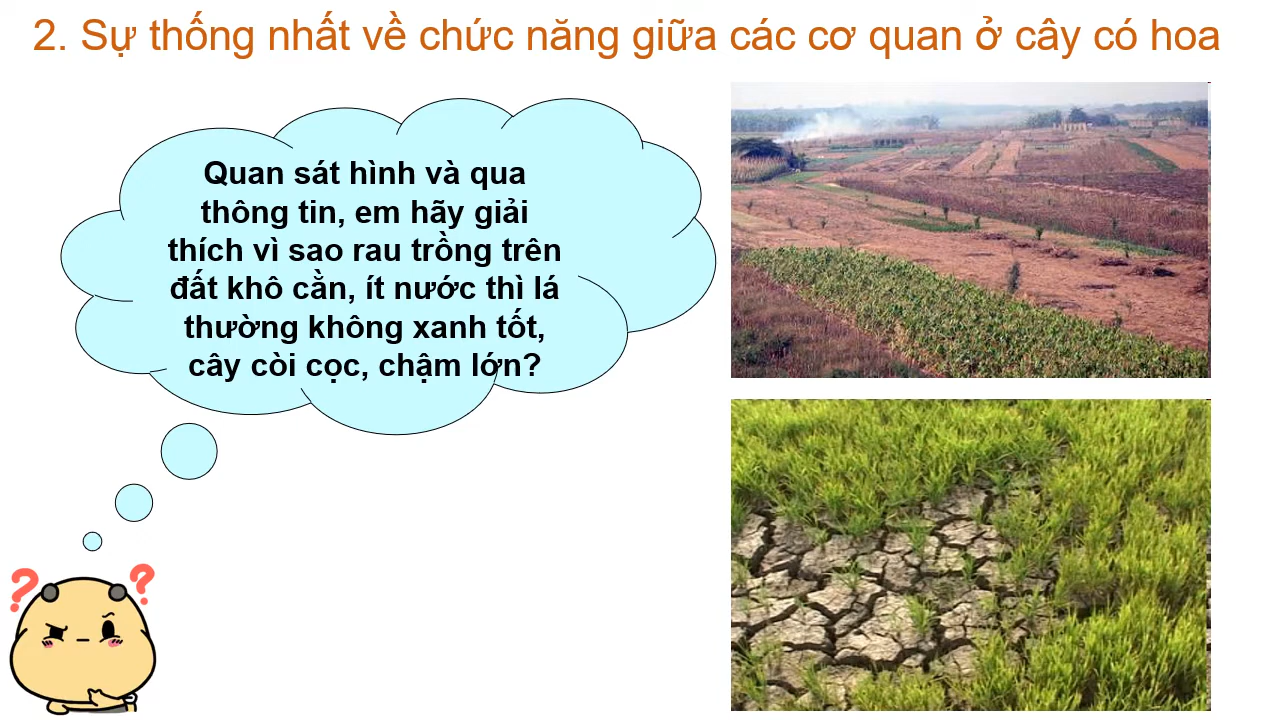 2. Sự thống nhất về chức năng giữa các cơ quan ở cây có hoa
Quan sát hình và qua
thông tin, em hãy giải
thích vì sao rau trồng trên
đất khô cằn, ít nước thì lá
thường không xanh tốt,
cây còi cọc, chậm lớn?